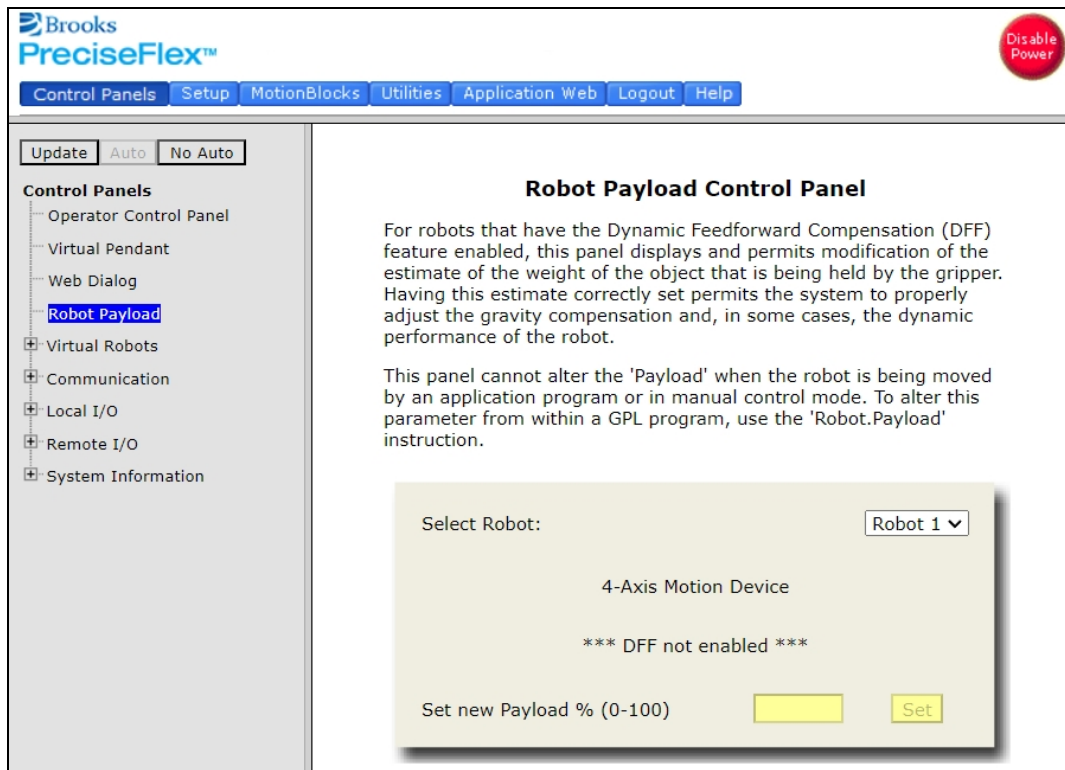 Brooks
PreciseFlex™
Disable
Power
Control Panels Setup MotionBlocks Utilities Application Web Logout Help
Update Auto No Auto
Control Panels
Operator Control Panel
Virtual Pendant
Web Dialog
Robot Payload
Virtual Robots
Communication
Local I/O
Remote I/O
System Information
Robot Payload Control Panel
For robots that have the Dynamic Feedforward Compensation (DFF)
feature enabled, this panel displays and permits modification of the
estimate of the weight of the object that is being held by the gripper.
Having this estimate correctly set permits the system to properly
adjust the gravity compensation and, in some cases, the dynamic
performance of the robot.
This panel cannot alter the 'Payload' when the robot is being moved
by an application program or in manual control mode. To alter this
parameter from within a GPL program, use the 'Robot.Payload'
instruction.
Select Robot: Robot 1
4-Axis Motion Device
*** DFF not enabled ***
Set new Payload % (0-100) Set